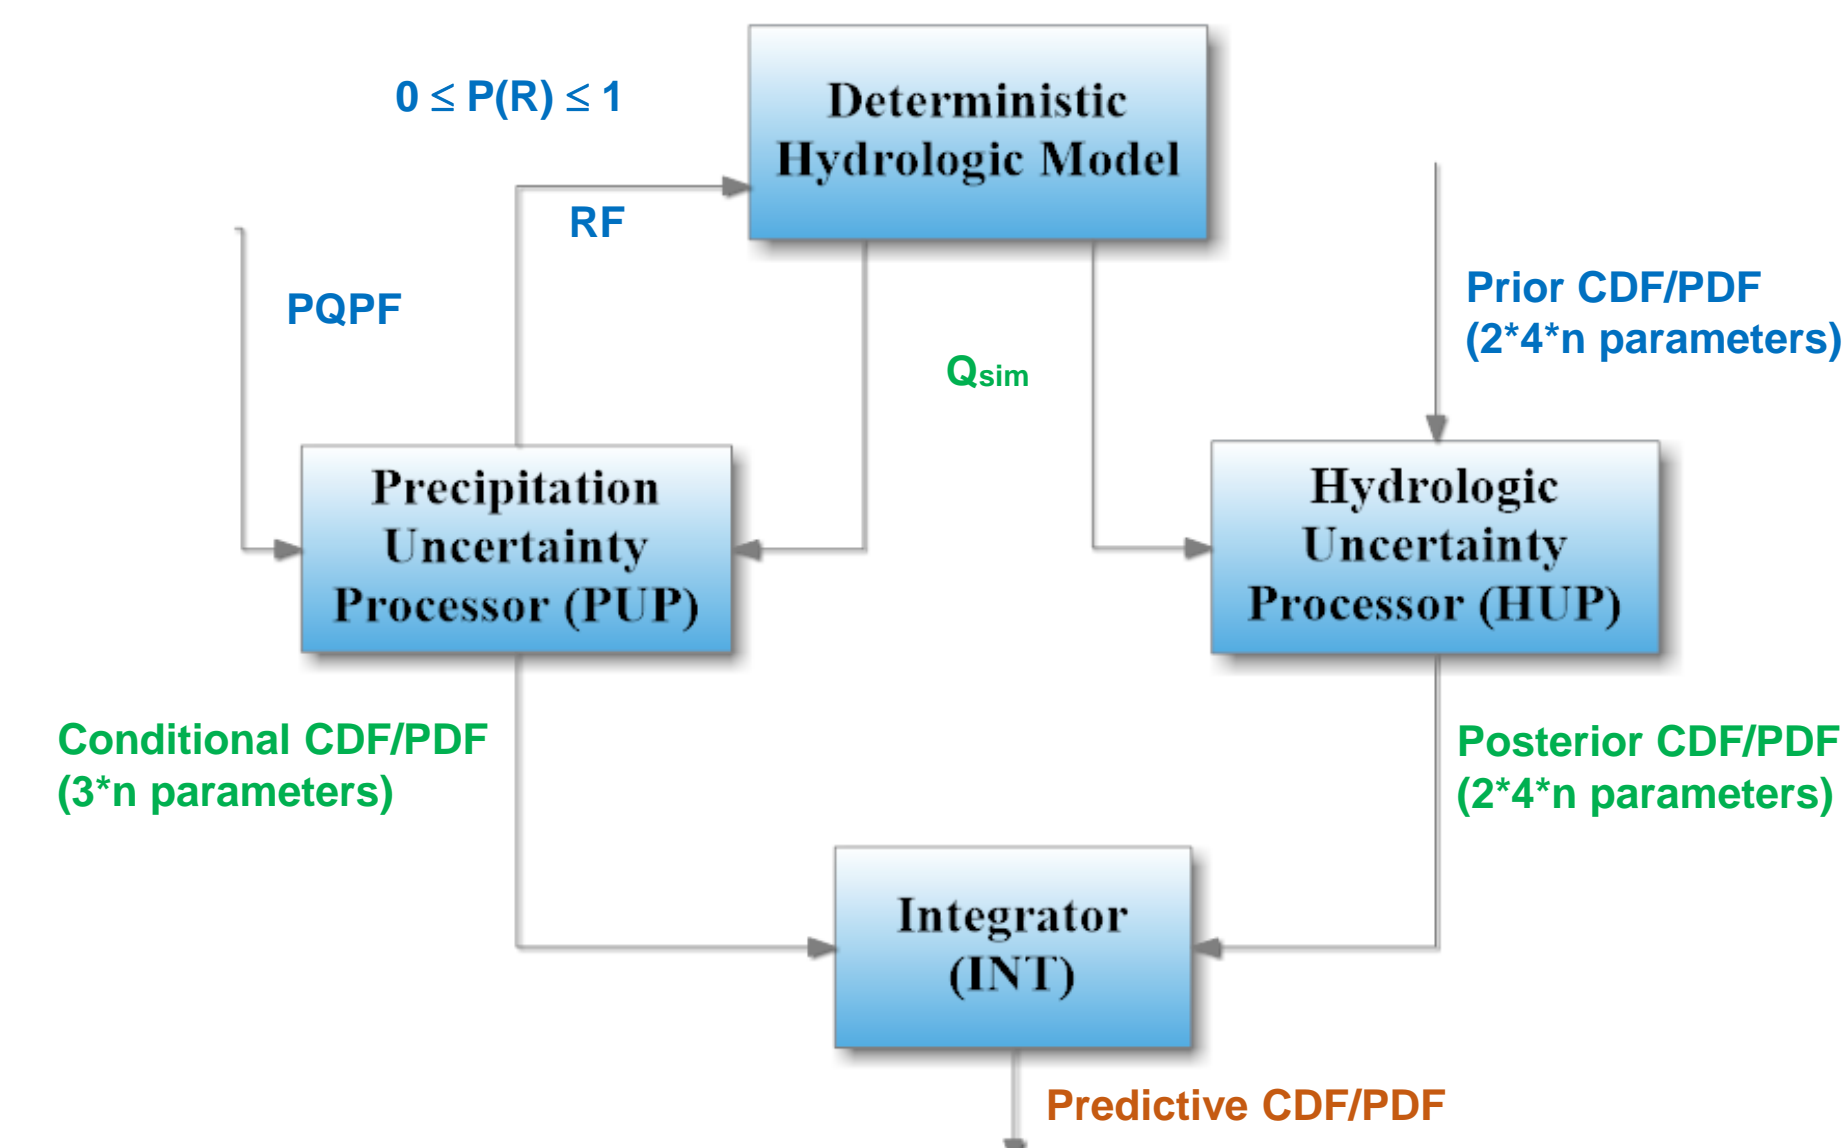 Deterministic
Hydrologic Model
0 ≤ P(R) ≤ 1
RF
PQPF
Prior CDF/PDF
(2*4*n parameters)
Qsim
Precipitation
Uncertainty
Processor (PUP)
Hydrologic
Uncertainty
Processor (HUP)
Conditional CDF/PDF
(3*n parameters)
Posterior CDF/PDF
(2*4*n parameters)
Integrator
(INT)
Predictive CDF/PDF